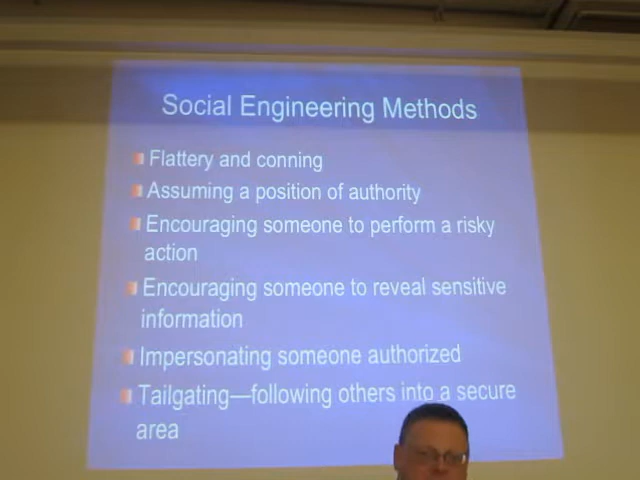 Social Engineering Methods
Flattery and conning
Assuming a position of authority
Encouraging someone to perform a risky
action
Encouraging someone to reveal sensitive
information
Impersonating someone authorized
Tailgating—following others into a secure
area